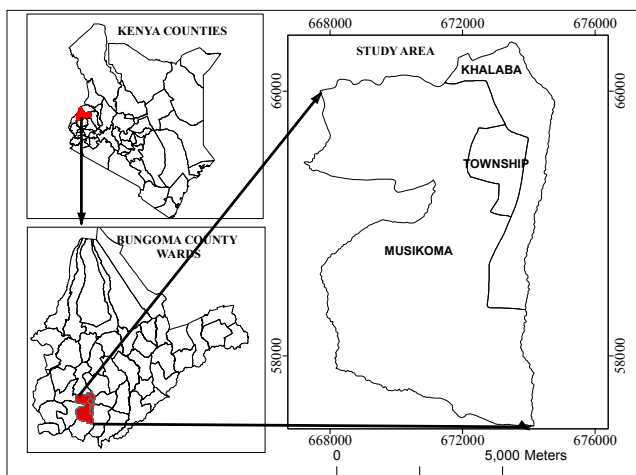 KENYA COUNTIES
BUNGOMA COUNTY
WARDS
668000 672000 676000
STUDY AREA
KHALABA
66000 66000
TOWNSHIP
MUSIKOMA
58000 58000
668000 672000 676000
0 5,000 Meters